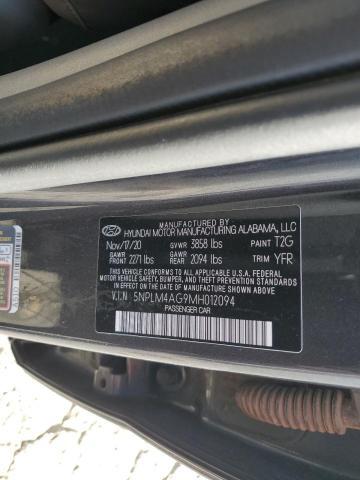 MANUFACTURED BY
HYUNDAI MOTOR MANUFACTURING ALABAMA, LLC
Nov/17/20 GVWR 3858 lbs PAINT T2G
GAWR FRONT 2271 lbs GAWR REAR 2094 lbs TRIM YFR
THIS VEHICLE CONFORMS TO ALL APPLICABLE FEDERAL
MOTOR VEHICLE SAFETY, BUMPER, AND THEFT
PREVENTION STANDARDS IN EFFECT ON THE DATE OF
MANUFACTURE SHOWN ABOVE.
V.I.N 5NPLM4AG9MH012094
PASSENGER CAR